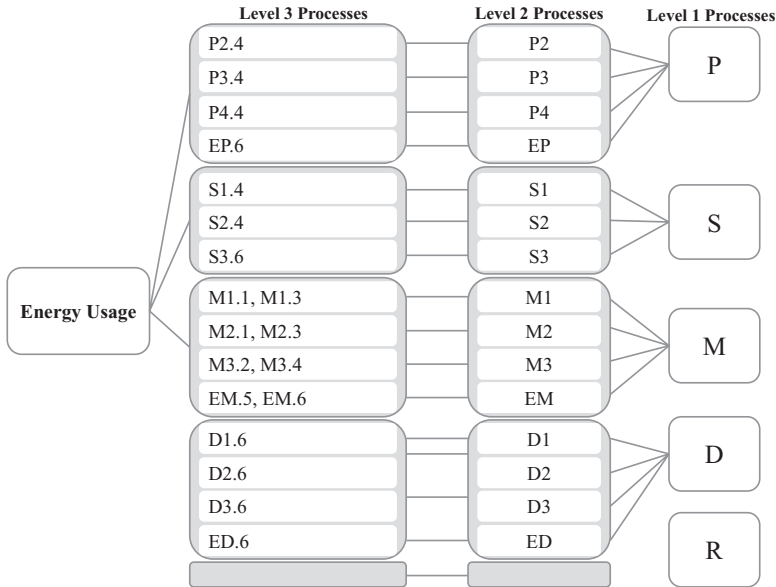 Level 3 Processes
Level 2 Processes
Level 1 Processes
P2.4
P2
P
P3.4
P3
P4.4
P4
EP.6
EP
S1.4
S1
S
S2.4
S2
S3.6
S3
Energy Usage
M1.1, M1.3
M1
M
M2.1, M2.3
M2
M3.2, M3.4
M3
EM.5, EM.6
EM
D1.6
D1
D
D2.6
D2
D3.6
D3
ED.6
ED
R